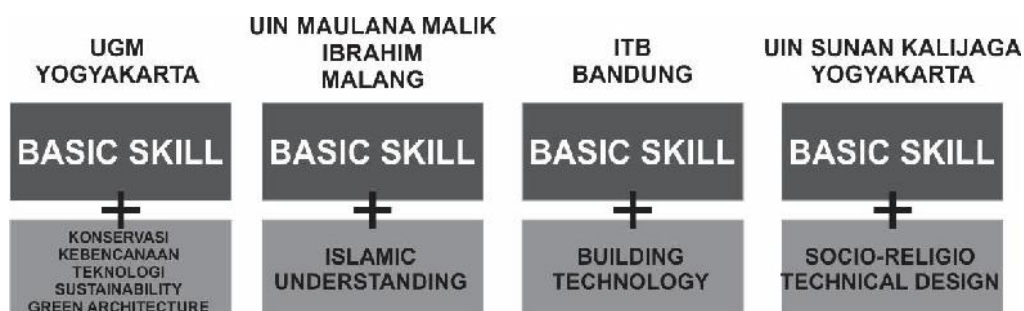 UGM
YOGYAKARTA
BASIC SKILL
+
KONSERVASI
KEBENCANAAN
TEKNOLOGI
SUSTAINABILITY
GREEN ARCHITECTURE
UIN MAULANA MALIK
IBRAHIM
MALANG
BASIC SKILL
+
ISLAMIC
UNDERSTANDING
ITB
BANDUNG
BASIC SKILL
+
BUILDING
TECHNOLOGY
UIN SUNAN KALIJAGA
YOGYAKARTA
BASIC SKILL
+
SOCIO-RELIGIO
TECHNICAL DESIGN